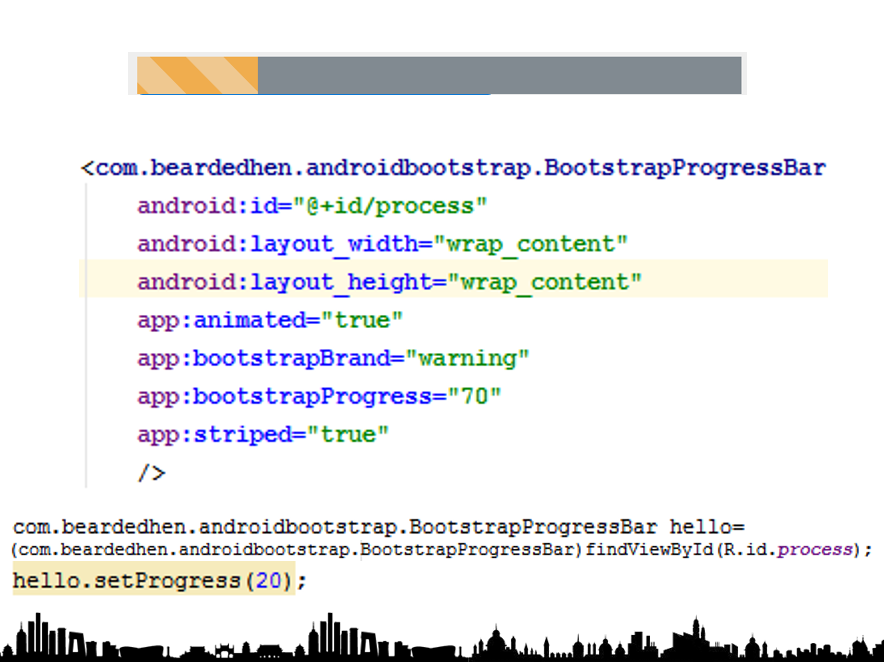 <com.beardedhen.androidbootstrap.BootstrapProgressBar
android:id="@+id/process"
android:layout_width="wrap_content"
android:layout_height="wrap_content"
app:animated="true"
app:bootstrapBrand="warning"
app:bootstrapProgress="70"
app:striped="true"
/>
com.beardedhen.androidbootstrap.BootstrapProgressBar hello=
(com.beardedhen.androidbootstrap.BootstrapProgressBar)findViewById(R.id.process);
hello.setProgress(20);